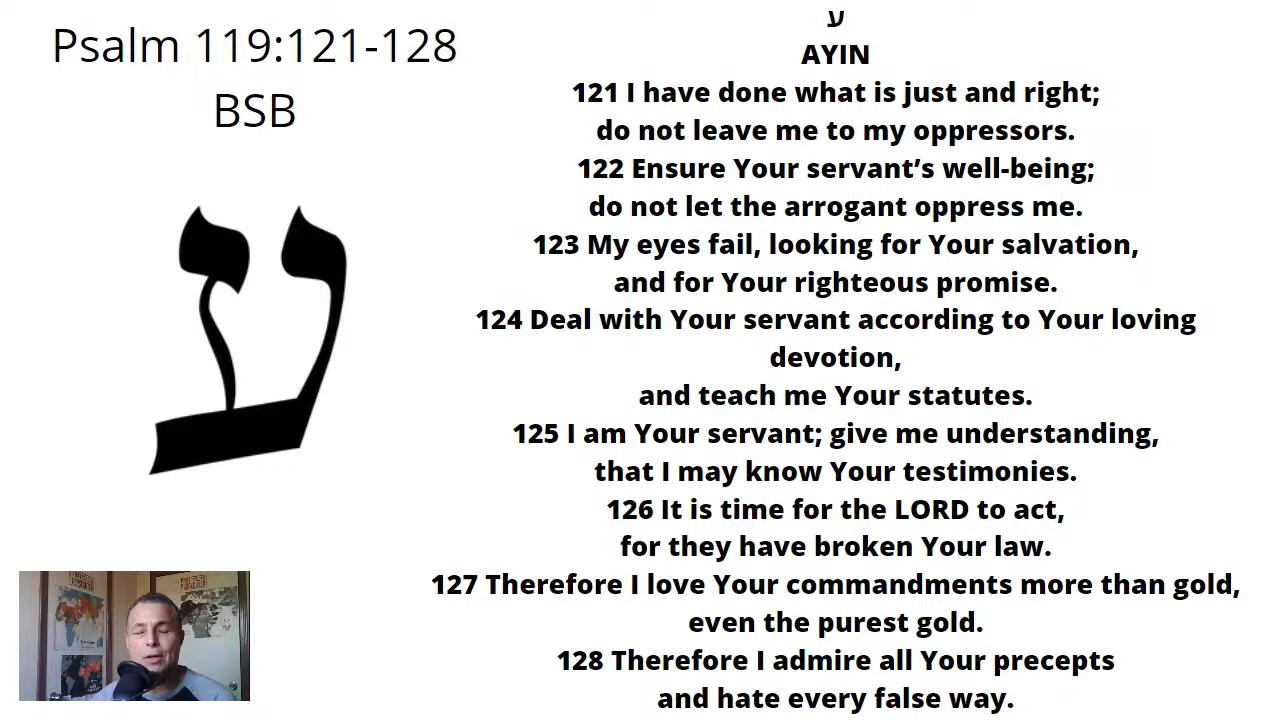 Psalm 119:121-128
BSB
ע
ע
AYIN
121 I have done what is just and right;
do not leave me to my oppressors.
122 Ensure Your servant’s well-being;
do not let the arrogant oppress me.
123 My eyes fail, looking for Your salvation,
and for Your righteous promise.
124 Deal with Your servant according to Your loving
devotion,
and teach me Your statutes.
125 I am Your servant; give me understanding,
that I may know Your testimonies.
126 It is time for the LORD to act,
for they have broken Your law.
127 Therefore I love Your commandments more than gold,
even the purest gold.
128 Therefore I admire all Your precepts
and hate every false way.